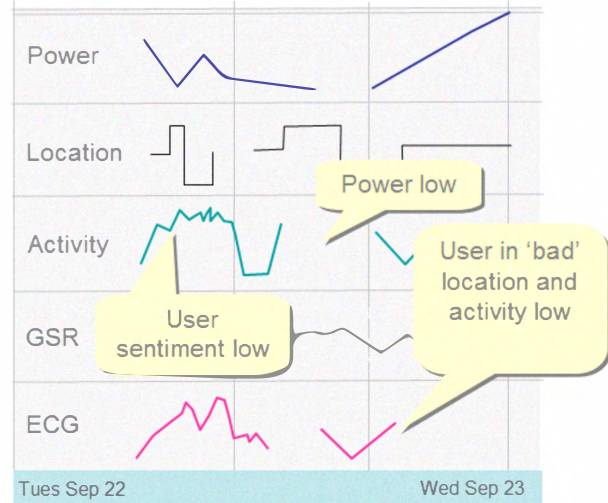 Power
Location
Power low
Activity
User in ‘bad’
location and
activity low
User
sentiment low
GSR
ECG
Tues Sep 22
Wed Sep 23